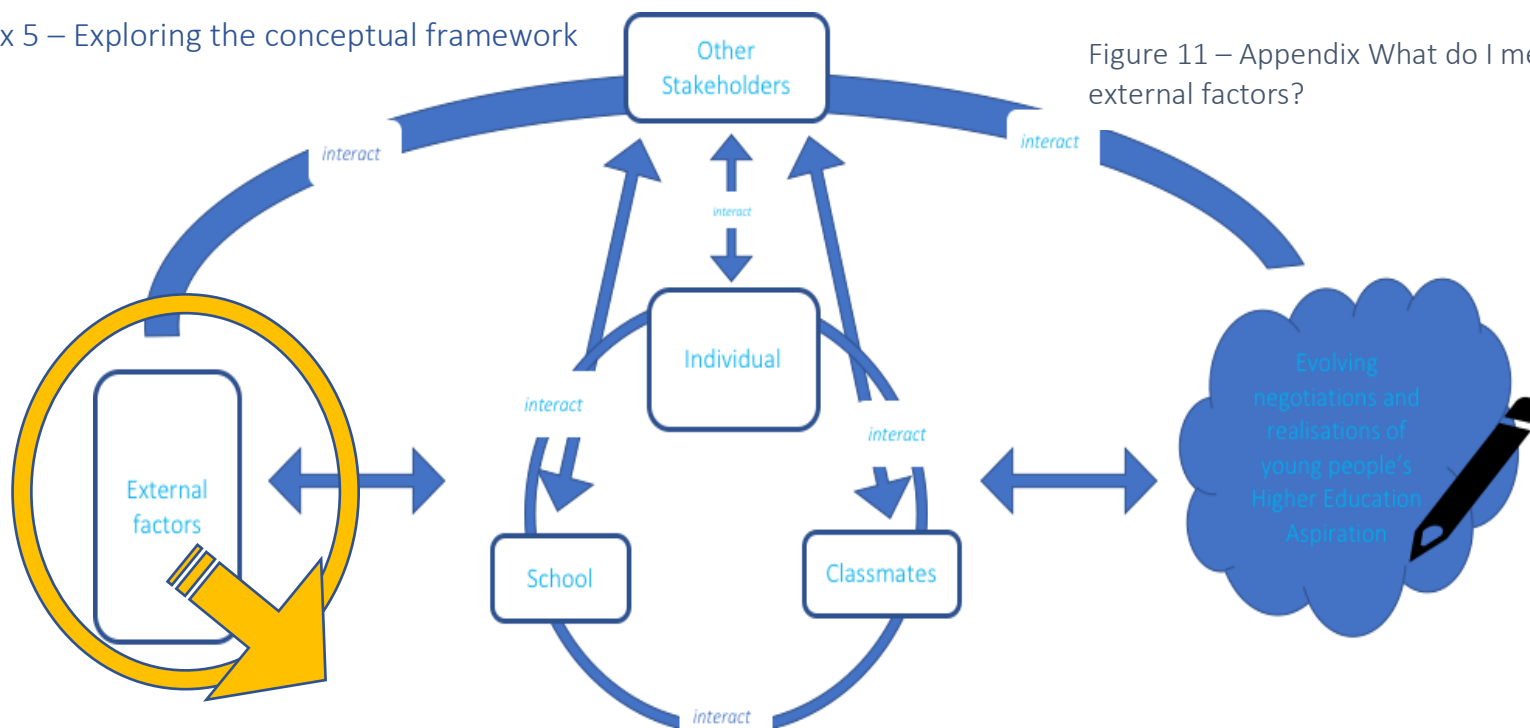 x 5 – Exploring the conceptual framework
Figure 11 – Appendix What do I me
external factors?
Other
Stakeholders
interact
interact
interact
Individual
interact
interact
External
factors
School
Classmates
Evolving
negotiations and
realisations of
young people's
Higher Education
Aspiration
interact